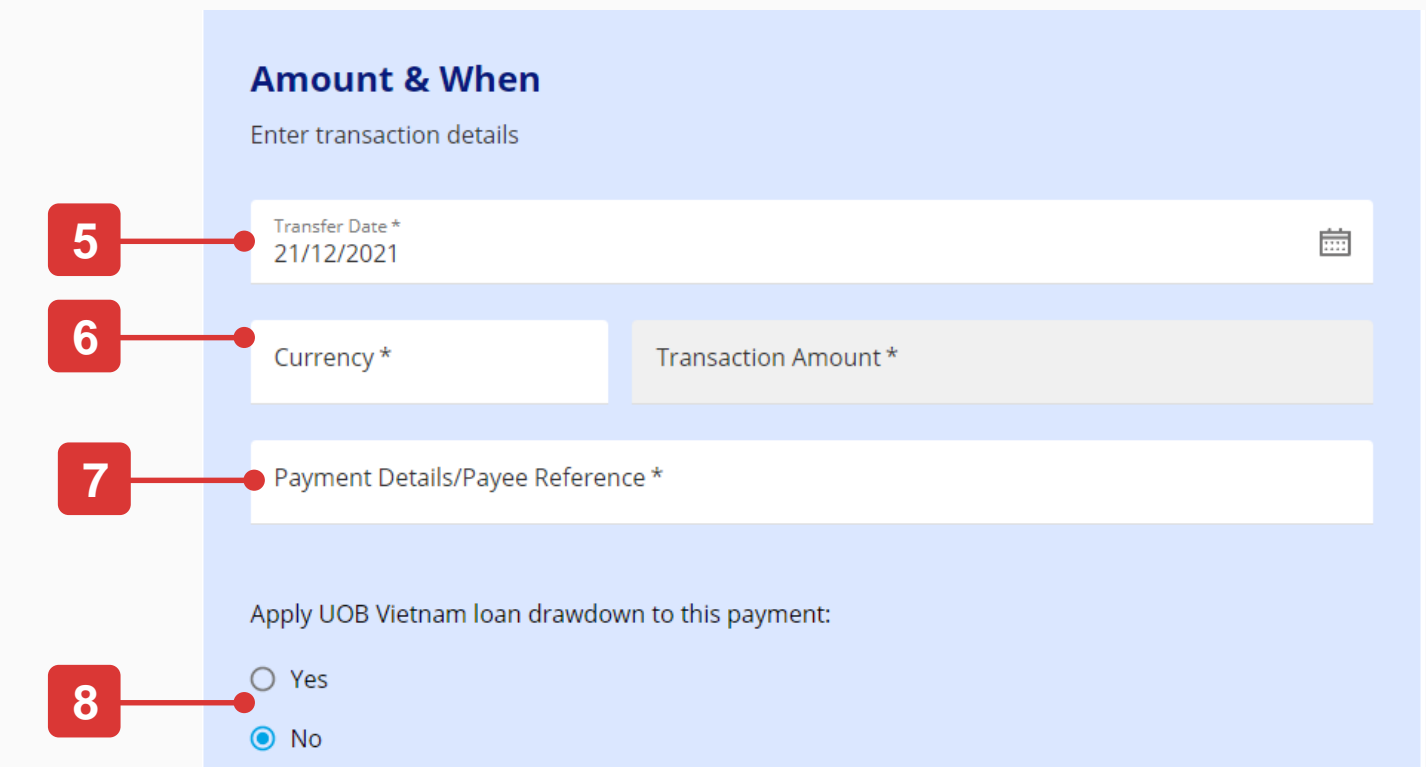 Amount & When
Enter transaction details
5
Transfer Date *
21/12/2021
6
Currency *
Transaction Amount *
7
Payment Details/Payee Reference *
Apply UOB Vietnam loan drawdown to this payment:
8
Yes
No